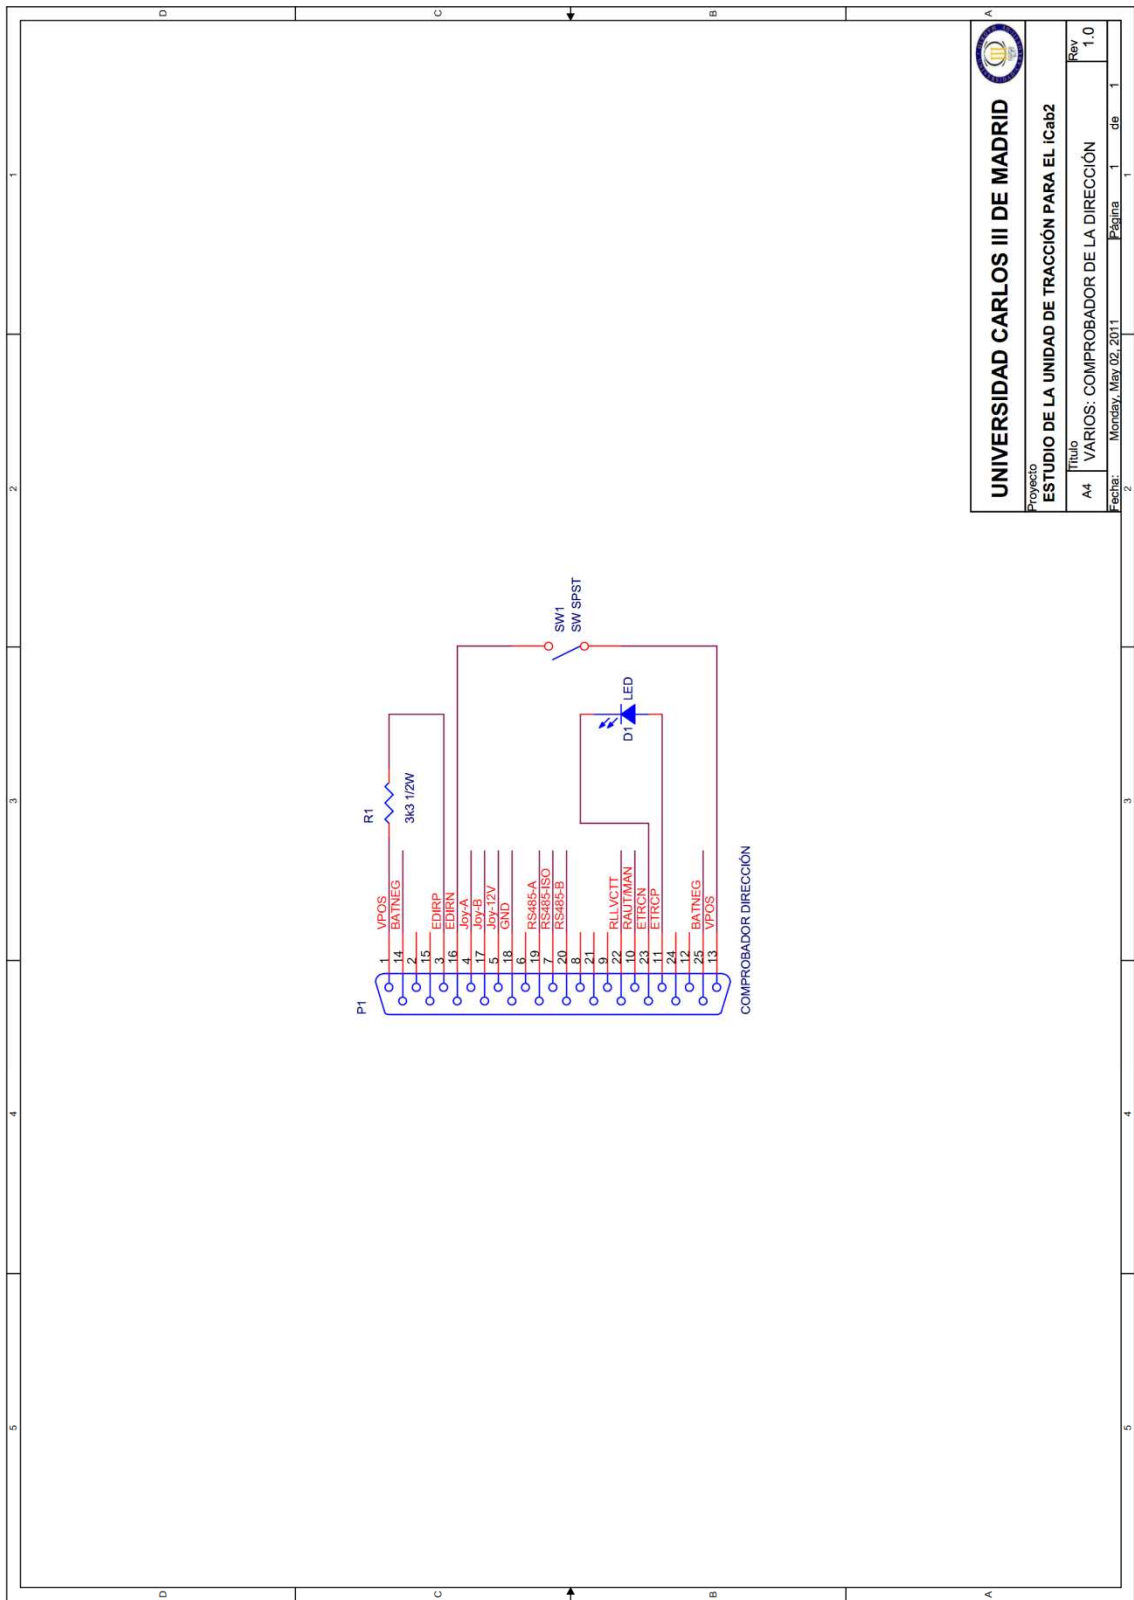 5
4
3
2
1
D
C
B
A
P1
R1
3k3 1/2W
VPOS
1
BATNEG
14
2
15
EDIRP
3
EDIRN
16
Joy-A
4
Joy-B
17
Joy-12V
5
GND
18
6
RS485-A
19
RS485-ISO
7
RS485-B
20
8
21
9
RLLVCTT
22
RAUT/MAN
10
ETRCN
23
ETRCP
11
24
12
BATNEG
25
VPOS
13
COMPROBADOR DIRECCIÓN
D1
LED
SW1
SW SPST
UNIVERSIDAD CARLOS III DE MADRID
Proyecto
ESTUDIO DE LA UNIDAD DE TRACCIÓN PARA EL iCab2
A4
Título
VARIOS: COMPROBADOR DE LA DIRECCIÓN
Rev
1.0
Fecha: Monday, May 02, 2011 Página 1 de 1
5
4
3
2
1
D
C
B
A